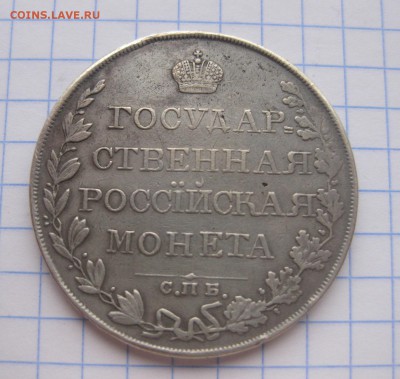 COINS.LAVE.RU
ГОСУДАР=
СТВЕННАЯ
РОССІЙСКАЯ
МОНЕТА
С.П.Б.